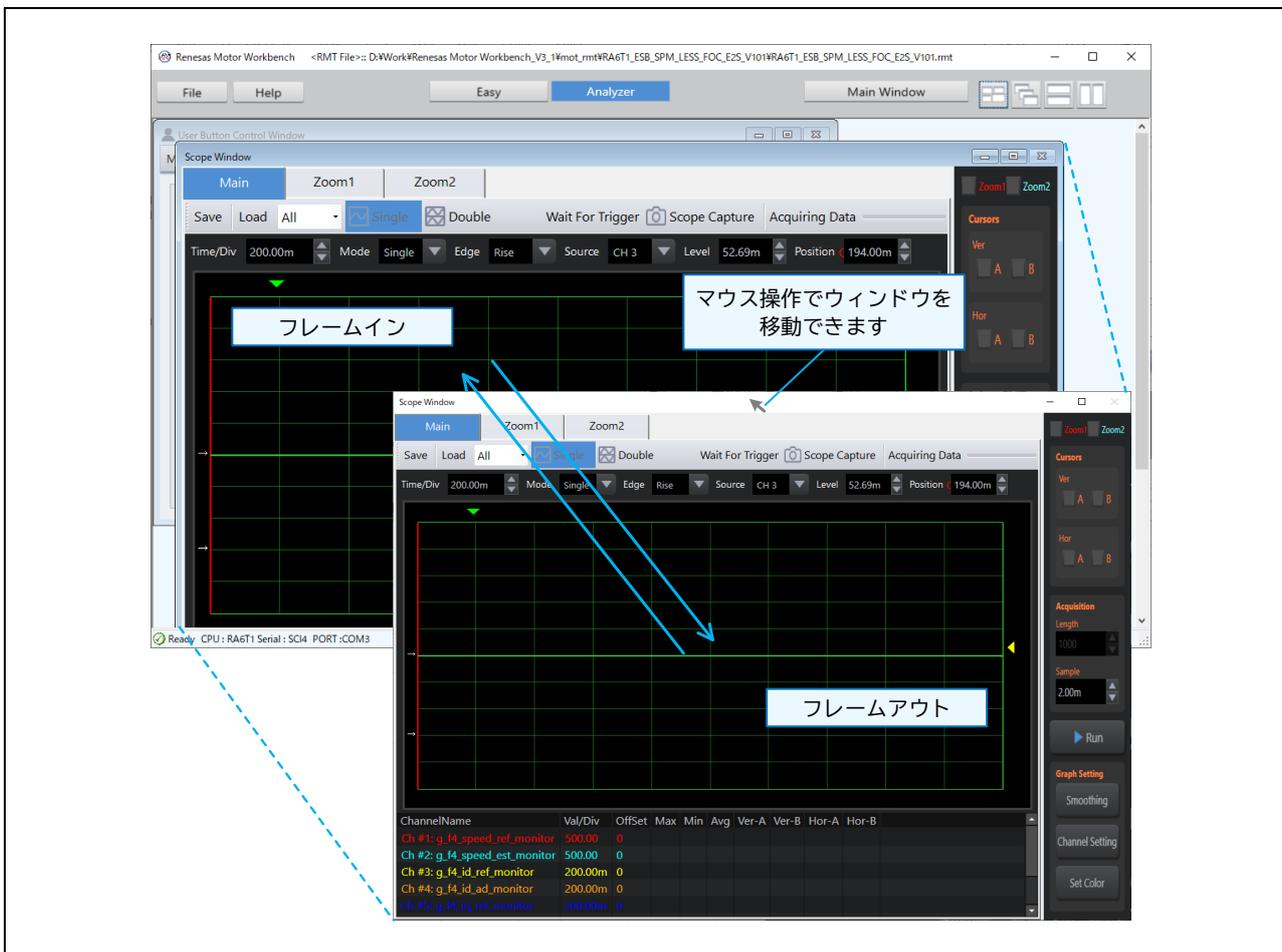 Renesas Motor Workbench <RMT File>:: D:¥Work¥Renesas Motor Workbench_V3_1¥mot_rmt¥RA6T1_ESB_SPM_LESS_FOC_E2S_V101¥RA6T1_ESB_SPM_LESS_FOC_E2S_V101.rmt
File Help Easy Analyzer Main Window
User Button Control Window
M
Scope Window
Main Zoom1 Zoom2
Zoom1 Zoom2
Save Load All Single Double Wait For Trigger Scope Capture Acquiring Data
Cursors
Time/Div 200.00m Mode Single Edge Rise Source CH 3 Level 52.69m Position 194.00m
Ver
A B
Hor
A B
フレームイン
マウス操作でウィンドウを
移動できます
Scope Window
Main Zoom1 Zoom2
Zoom1 Zoom2
Save Load All Single Double Wait For Trigger Scope Capture Acquiring Data
Cursors
Time/Div 200.00m Mode Single Edge Rise Source CH 3 Level 52.69m Position 194.00m
Ver
A B
Hor
A B
Acquisition
Length
1000
Sample
2.00m
Run
Graph Setting
Smoothing
Channel Setting
Set Color
フレームアウト
ChannelName Val/Div OffSet Max Min Avg Ver-A Ver-B Hor-A Hor-B
Ch #1: g_f4_speed_ref_monitor 500.00 0
Ch #2: g_f4_speed_est_monitor 500.00 0
Ch #3: g_f4_id_ref_monitor 200.00m 0
Ch #4: g_f4_id_ad_monitor 200.00m 0
Ch #5: g_f4_iq_ref_monitor 200.00m 0
Ready CPU : RA6T1 Serial : SCI4 PORT :COM3